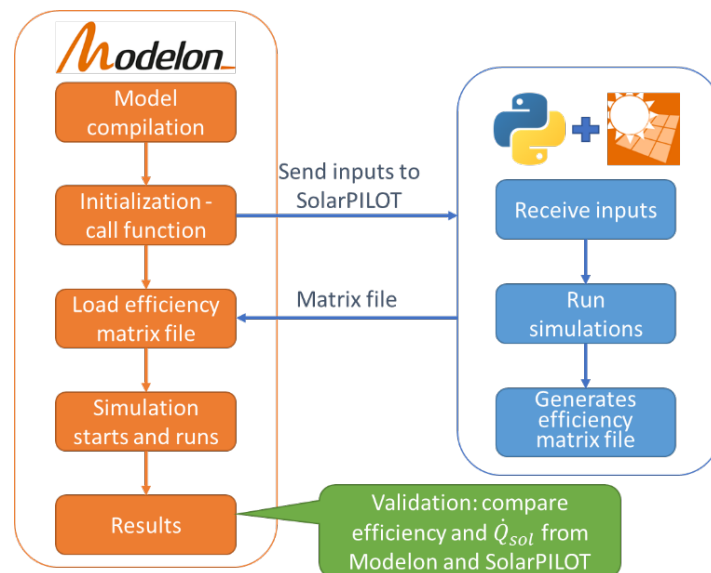 Modelon
Model
compilation
Initialization -
call function
Load efficiency
matrix file
Simulation
starts and runs
Results
Send inputs to
SolarPILOT
Matrix file
Receive inputs
Run
simulations
Generates
efficiency
matrix file
Validation: compare
efficiency and Q̇sol from
Modelon and SolarPILOT